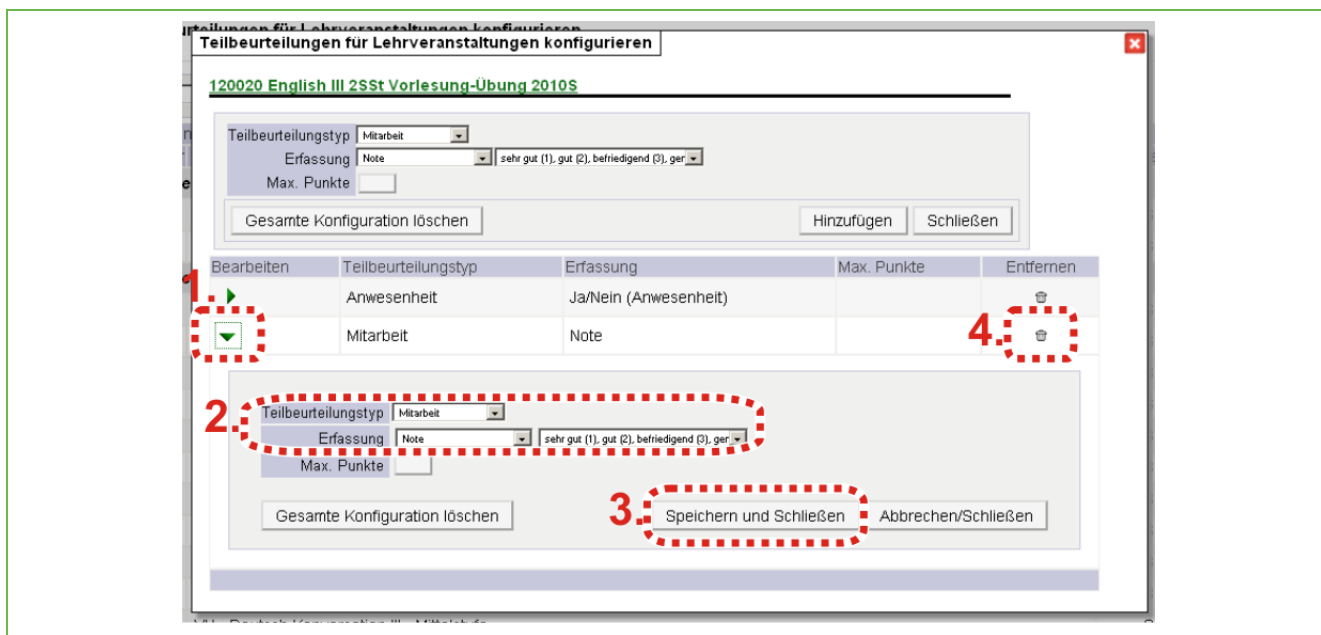 Teilbeurteilungen für Lehrveranstaltungen konfigurieren
120020 English III 2SSt Vorlesung-Übung 2010S
Teilbeurteilungstyp Mitarbeit
Erfassung Note sehr gut (1), gut (2), befriedigend (3), ger
Max. Punkte
Gesamte Konfiguration löschen Hinzufügen Schließen
Bearbeiten Teilbeurteilungstyp Erfassung Max. Punkte Entfernen
1. Anwesenheit Ja/Nein (Anwesenheit)
Mitarbeit Note 4.
2. Teilbeurteilungstyp Mitarbeit
Erfassung Note sehr gut (1), gut (2), befriedigend (3), ger
Max. Punkte
Gesamte Konfiguration löschen 3. Speichern und Schließen Abbrechen/Schließen